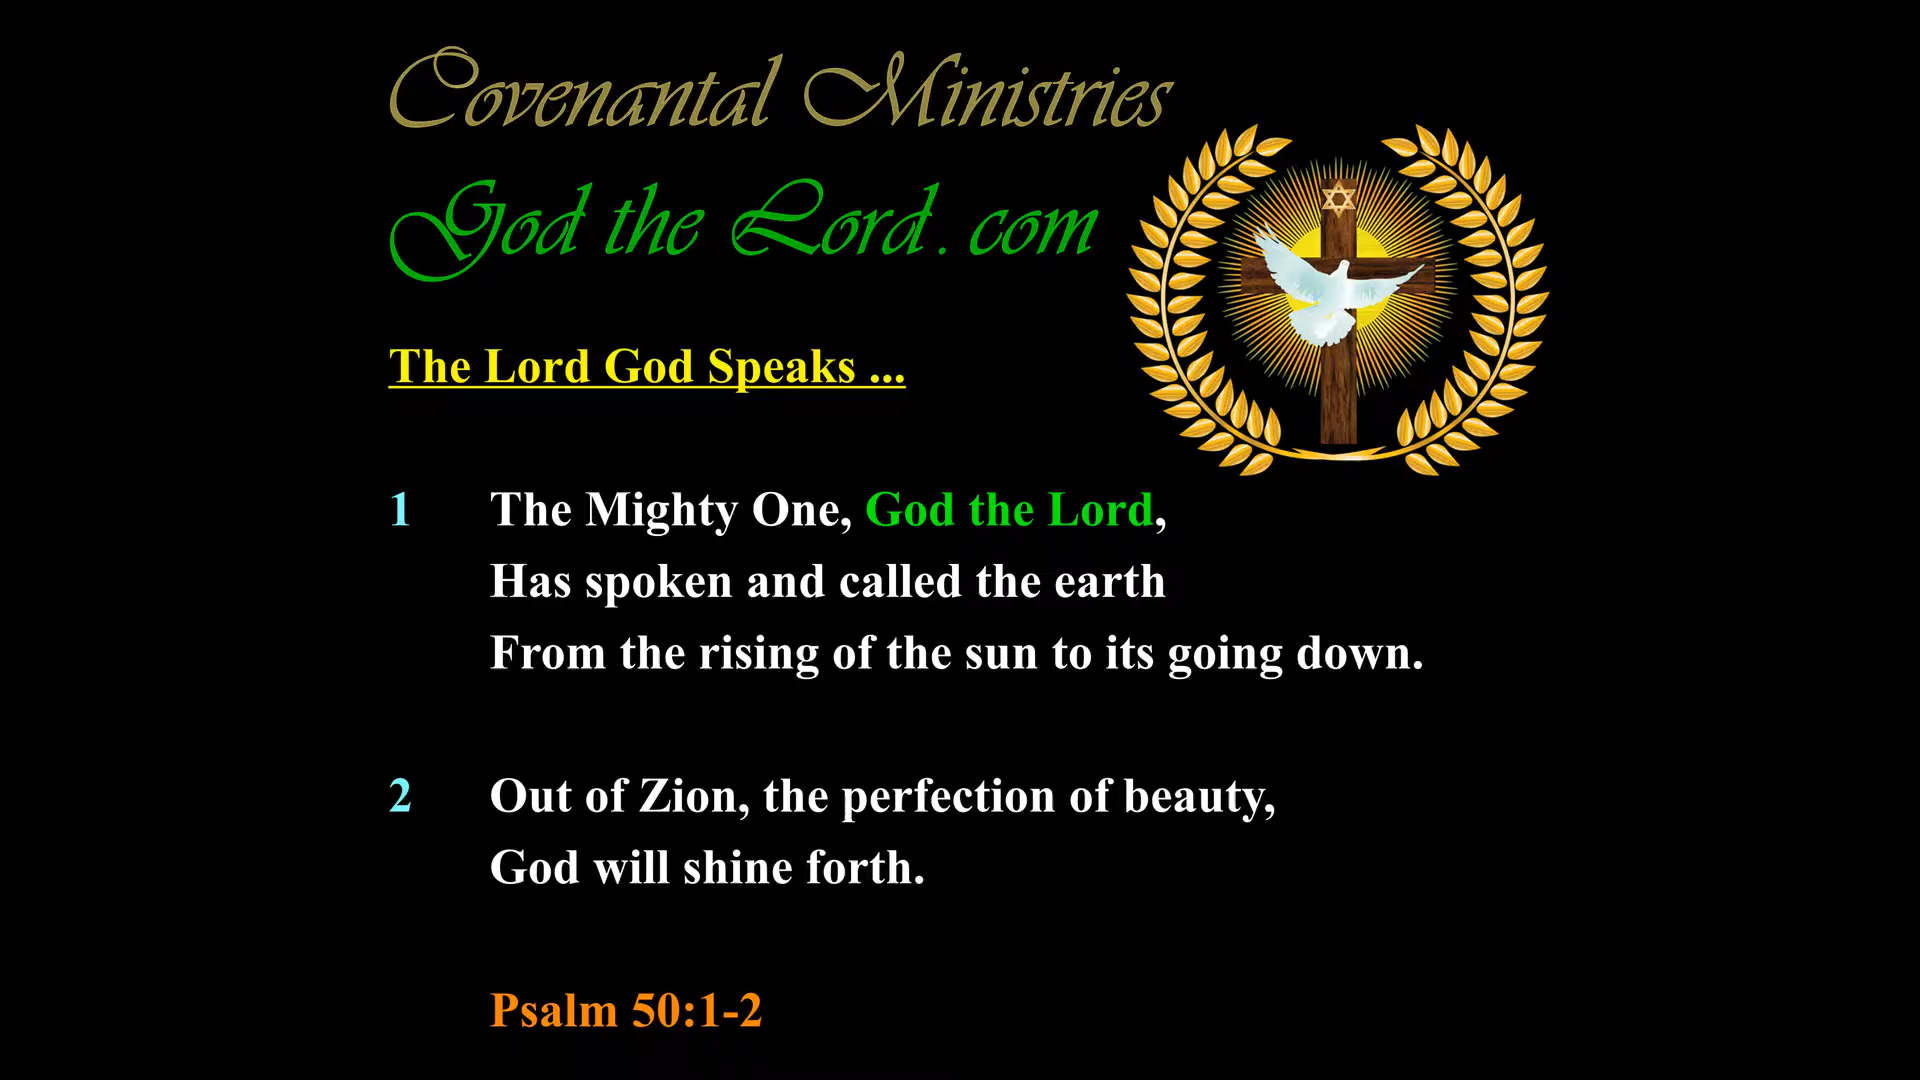 Covenantal Ministries
God the Lord.com
The Lord God Speaks ...
1 The Mighty One, God the Lord,
Has spoken and called the earth
From the rising of the sun to its going down.
2 Out of Zion, the perfection of beauty,
God will shine forth.
Psalm 50:1-2